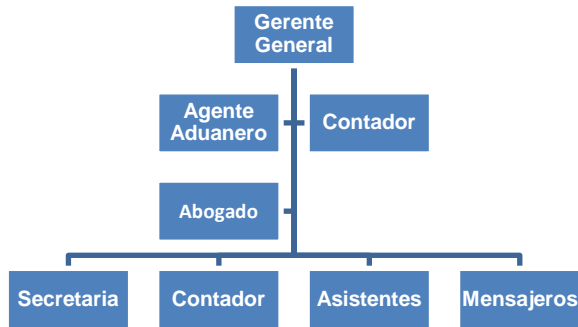 Gerente
General
Agente
Aduanero
Contador
Abogado
Secretaria
Contador
Asistentes
Mensajeros